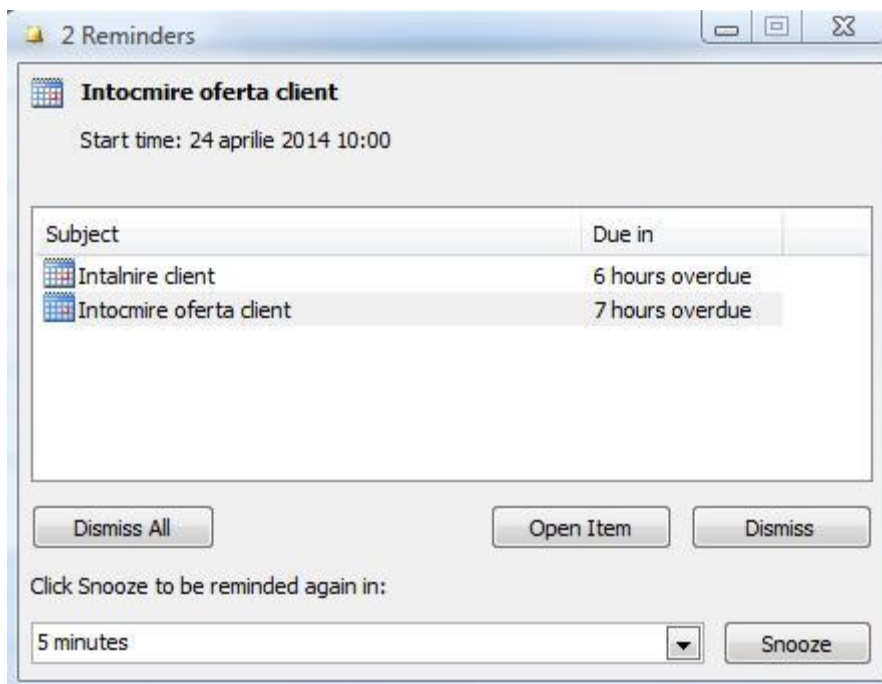 2 Reminders
Intocmire oferta client
Start time: 24 aprilie 2014 10:00
Subject Due in
Intalnire client 6 hours overdue
Intocmire oferta client 7 hours overdue
Dismiss All Open Item Dismiss
Click Snooze to be reminded again in:
5 minutes Snooze